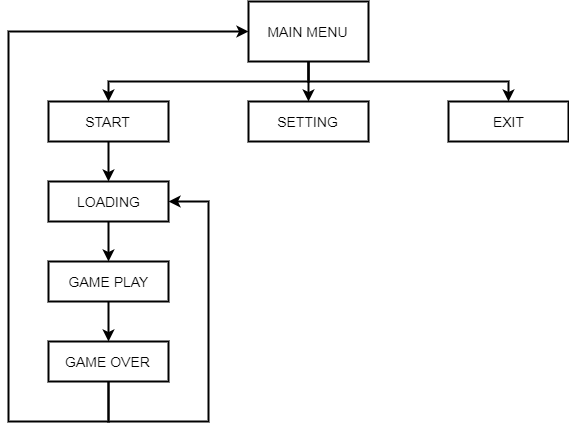 MAIN MENU
START
SETTING
EXIT
LOADING
GAME PLAY
GAME OVER